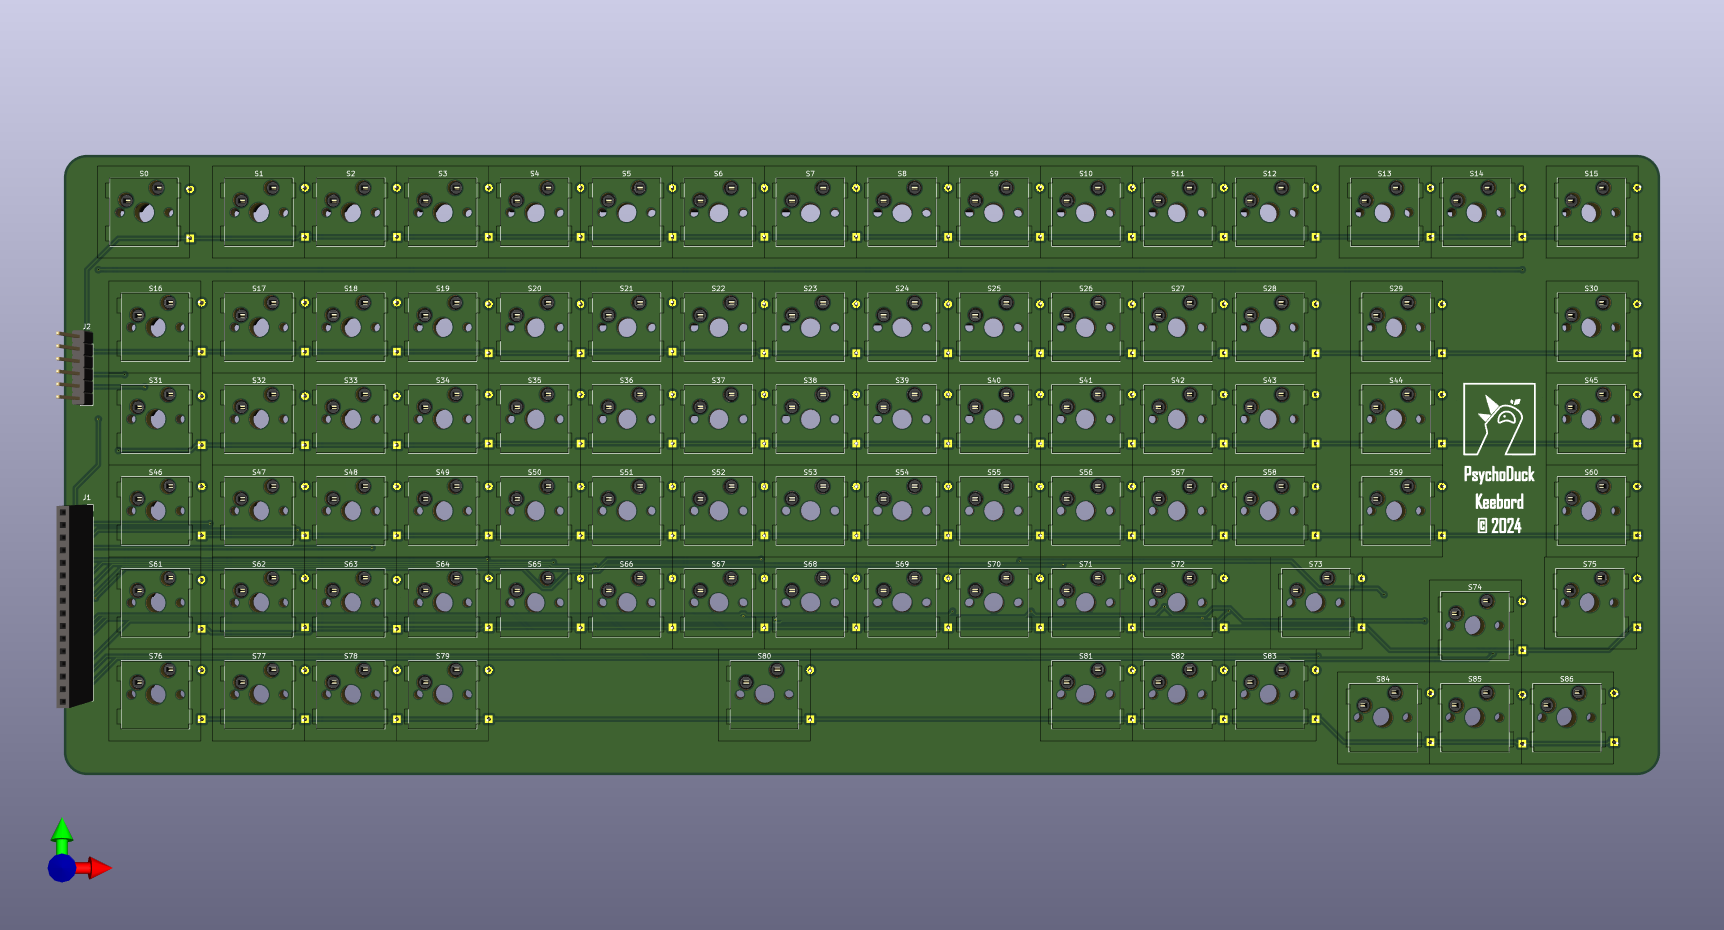 S0 S1 S2 S3 S4 S5 S6 S7 S8 S9 S10 S11 S12 S13 S14 S15
S16 S17 S18 S19 S20 S21 S22 S23 S24 S25 S26 S27 S28 S29 S30
J2
S31 S32 S33 S34 S35 S36 S37 S38 S39 S40 S41 S42 S43 S44 S45
PsychoDuck
S46 S47 S48 S49 S50 S51 S52 S53 S54 S55 S56 S57 S58 S59 S60
J1
Keebord
© 2024
S61 S62 S63 S64 S65 S66 S67 S68 S69 S70 S71 S72 S73 S75
S74
S76 S77 S78 S79 S80 S81 S82 S83
S84 S85 S86